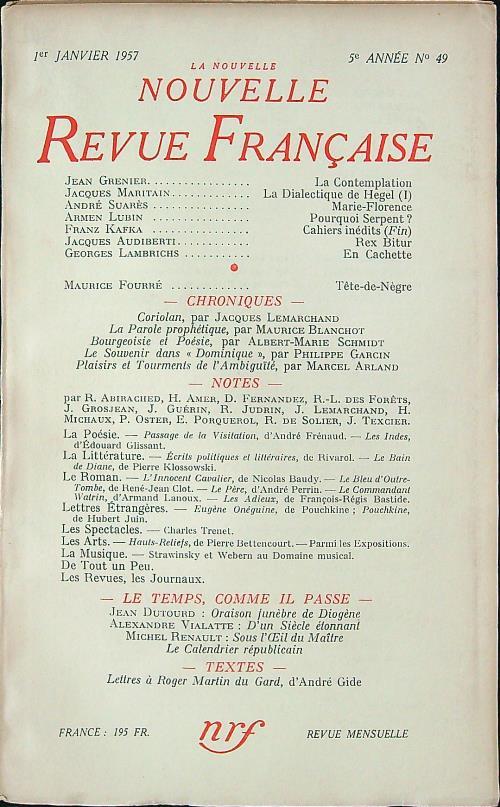 1er JANVIER 1957 5e ANNÉE No 49
LA NOUVELLE
NOUVELLE
REVUE FRANÇAISE
JEAN GRENIER................ La Contemplation
JACQUES MARITAIN............. La Dialectique de Hegel (I)
ANDRÉ SUARÈS ................ Marie-Florence
ARMEN LUBIN ................ Pourquoi Serpent ?
FRANZ KAFKA ................ Cahiers inédits (Fin)
JACQUES AUDIBERTI............ Rex Bitur
GEORGES LAMBRICHS ........... En Cachette
MAURICE FOURRÉ ............. Tête-de-Nègre
— CHRONIQUES —
Coriolan, par JACQUES LEMARCHAND
La Parole prophétique, par MAURICE BLANCHOT
Bourgeoisie et Poésie, par ALBERT-MARIE SCHMIDT
Le Souvenir dans « Dominique », par PHILIPPE GARCIN
Plaisirs et Tourments de l'Ambiguïté, par MARCEL ARLAND
— NOTES —
par R. ABIRACHED, H. AMER, D. FERNANDEZ, R.-L. DES FORÊTS,
J. GROSJEAN, J. GUÉRIN, R. JUDRIN, J. LEMARCHAND, H.
MICHAUX, P. OSTER, E. PORQUEROL, R. DE SOLIER, J. TEXCIER.
La Poésie. — Passage de la Visitation, d'André Frénaud. — Les Indes,
d'Édouard Glissant.
La Littérature. — Écrits politiques et littéraires, de Rivarol. — Le Bain
de Diane, de Pierre Klossowski.
Le Roman. — L'Innocent Cavalier, de Nicolas Baudy. — Le Bleu d'Outre-
Tombe, de René-Jean Clot. — Le Père, d'André Perrin. — Le Commandant
Watrin, d'Armand Lanoux. — Les Adieux, de François-Régis Bastide.
Lettres Étrangères. — Eugène Onéguine, de Pouchkine ; Pouchkine,
de Hubert Juin.
Les Spectacles. — Charles Trenet.
Les Arts. — Hauts-Reliefs, de Pierre Bettencourt. — Parmi les Expositions.
La Musique. — Strawinsky et Webern au Domaine musical.
De Tout un Peu.
Les Revues, les Journaux.
— LE TEMPS, COMME IL PASSE —
JEAN DUTOURD : Oraison funèbre de Diogène
ALEXANDRE VIALATTE : D'un Siècle étonnant
MICHEL RENAULT : Sous l'Œil du Maître
Le Calendrier républicain
— TEXTES —
Lettres à Roger Martin du Gard, d'André Gide
FRANCE : 195 FR. nrf REVUE MENSUELLE